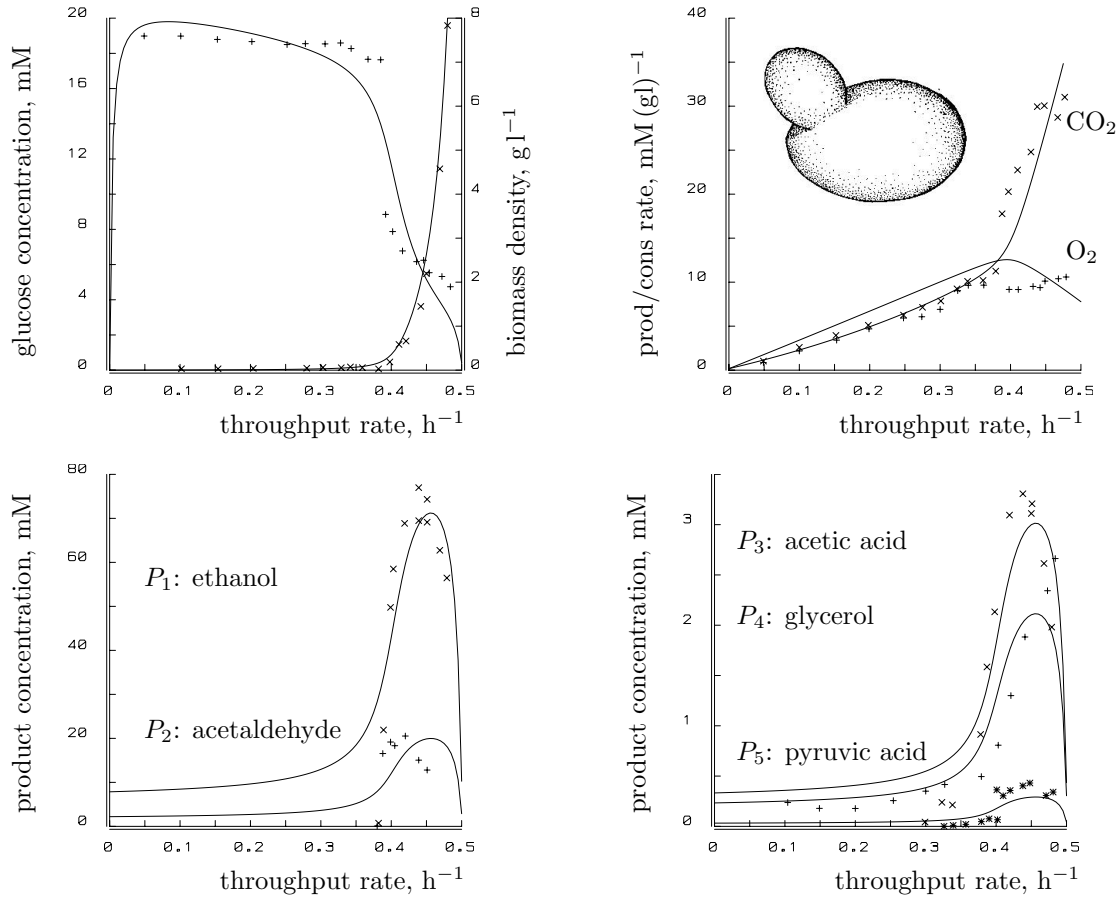 20
16
12
8
4
0
glucose concentration, mM
8
6
4
2
0
biomass density, g l−1
0 0.1 0.2 0.3 0.4 0.5
throughput rate, h−1
40
30
20
10
0
prod/cons rate, mM (gl)−1
CO2
O2
0 0.1 0.2 0.3 0.4 0.5
throughput rate, h−1
80
60
40
20
0
product concentration, mM
P1: ethanol
P2: acetaldehyde
0 0.1 0.2 0.3 0.4 0.5
throughput rate, h−1
3
2
1
0
product concentration, mM
P3: acetic acid
P4: glycerol
P5: pyruvic acid
0 0.1 0.2 0.3 0.4 0.5
throughput rate, h−1